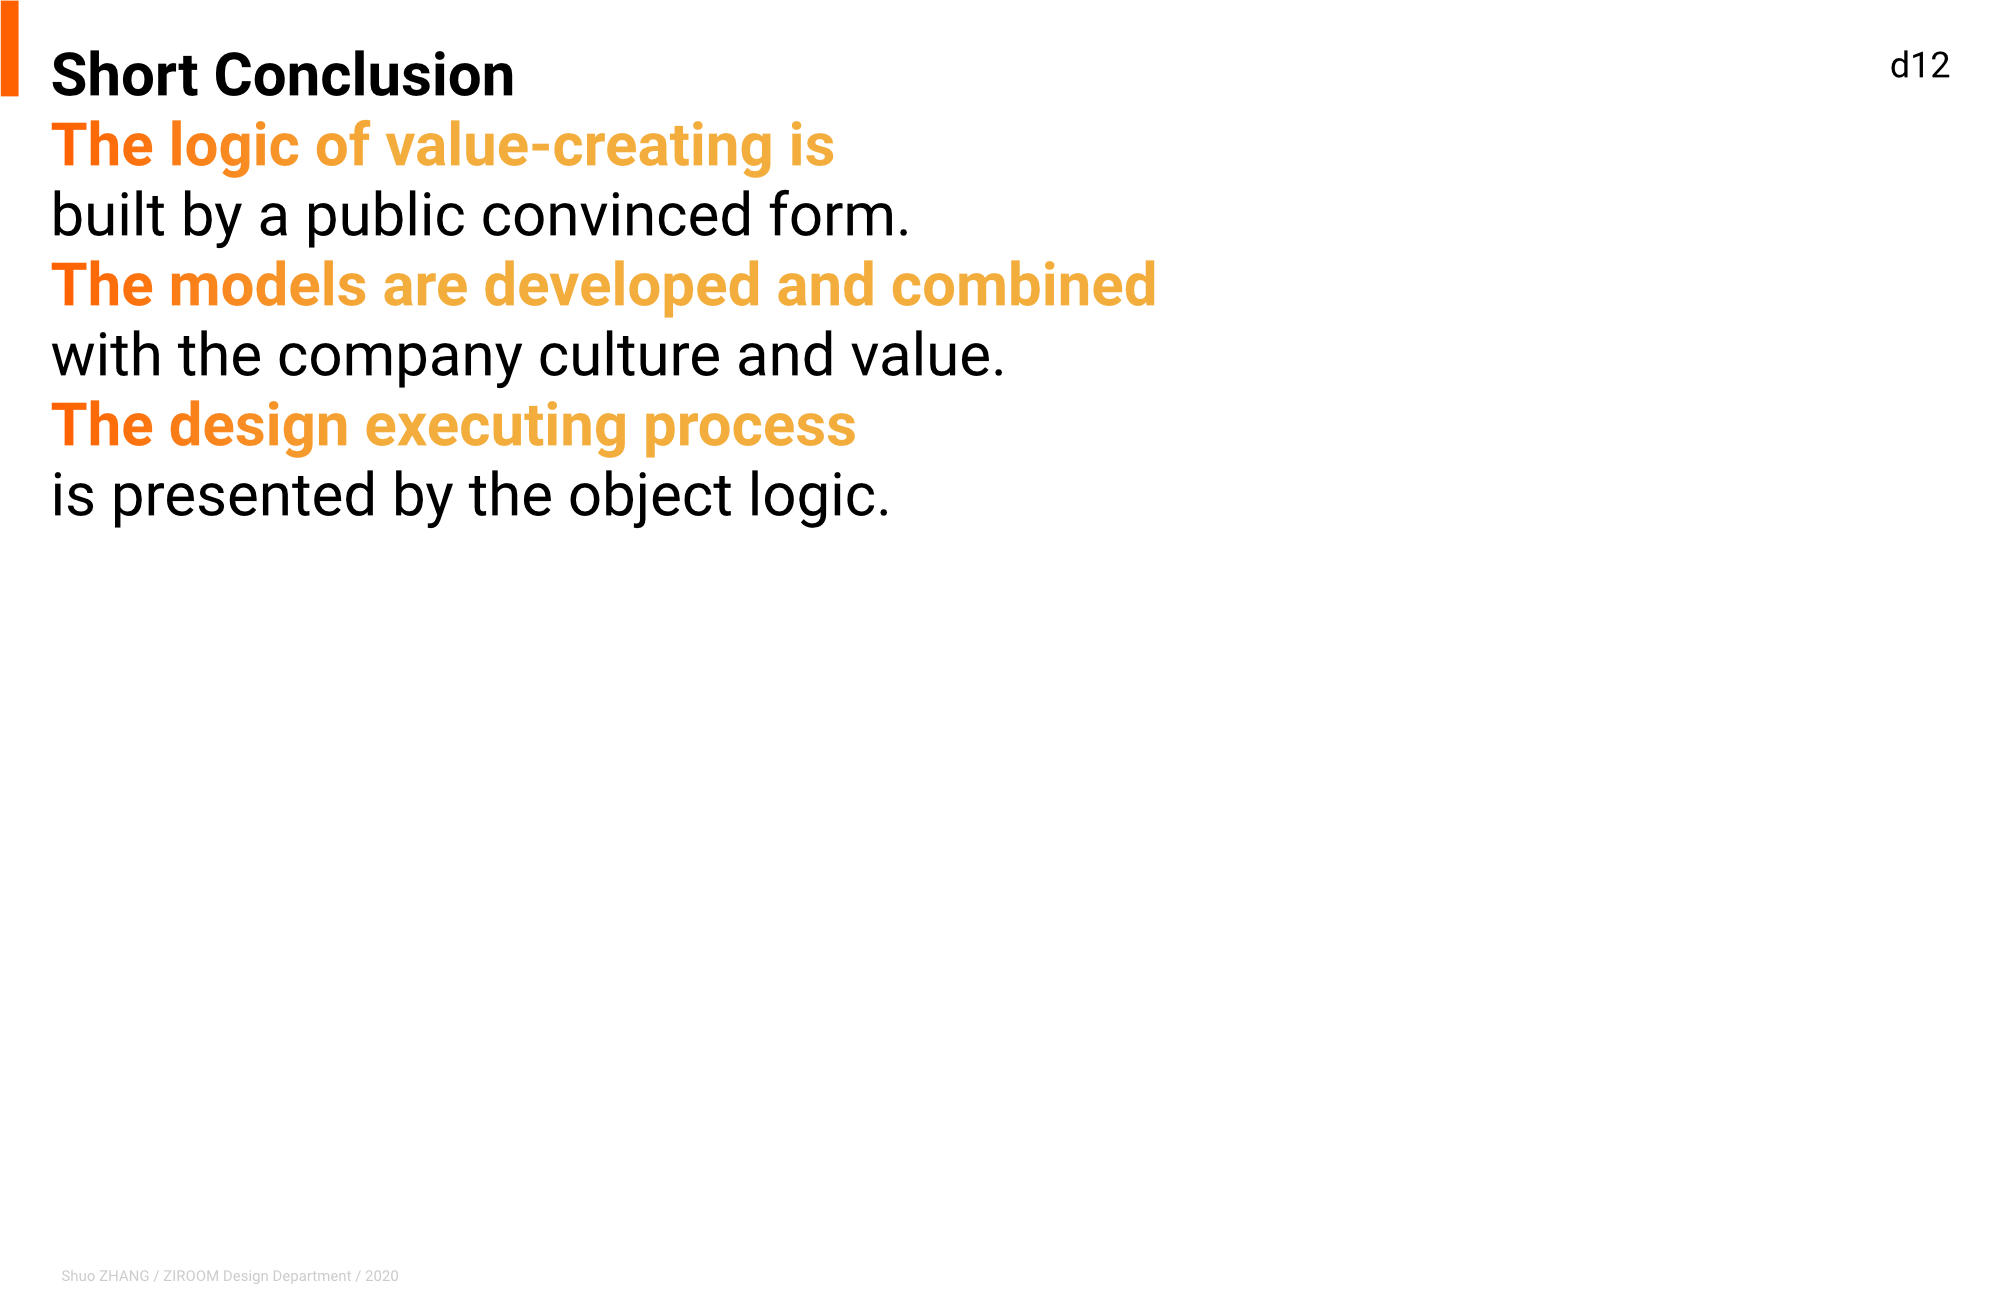 Short Conclusion
d12
The logic of value-creating is
built by a public convinced form.
The models are developed and combined
with the company culture and value.
The design executing process
is presented by the object logic.
Shuo ZHANG / ZIROOM Design Department / 2020